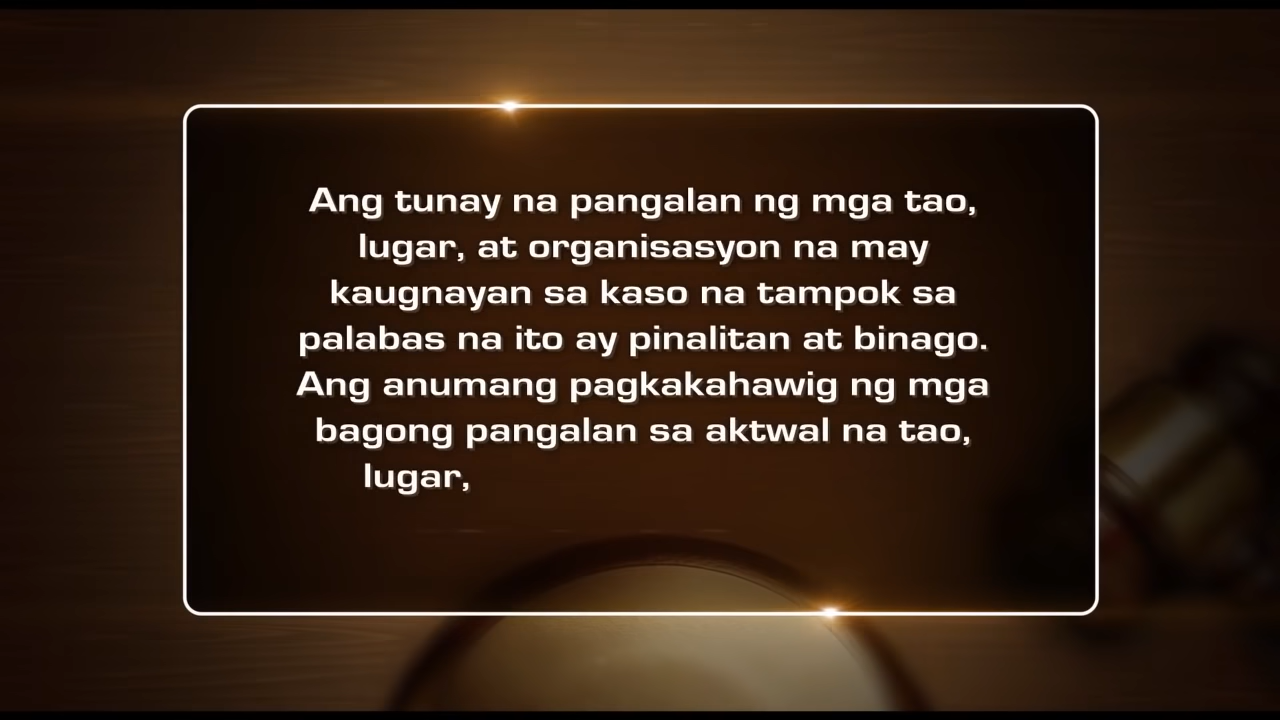 Ang tunay na pangalan ng mga tao,
lugar, at organisasyon na may
kaugnayan sa kaso na tampok sa
palabas na ito ay pinalitan at binago.
Ang anumang pagkakahawig ng mga
bagong pangalan sa aktwal na tao,
lugar,